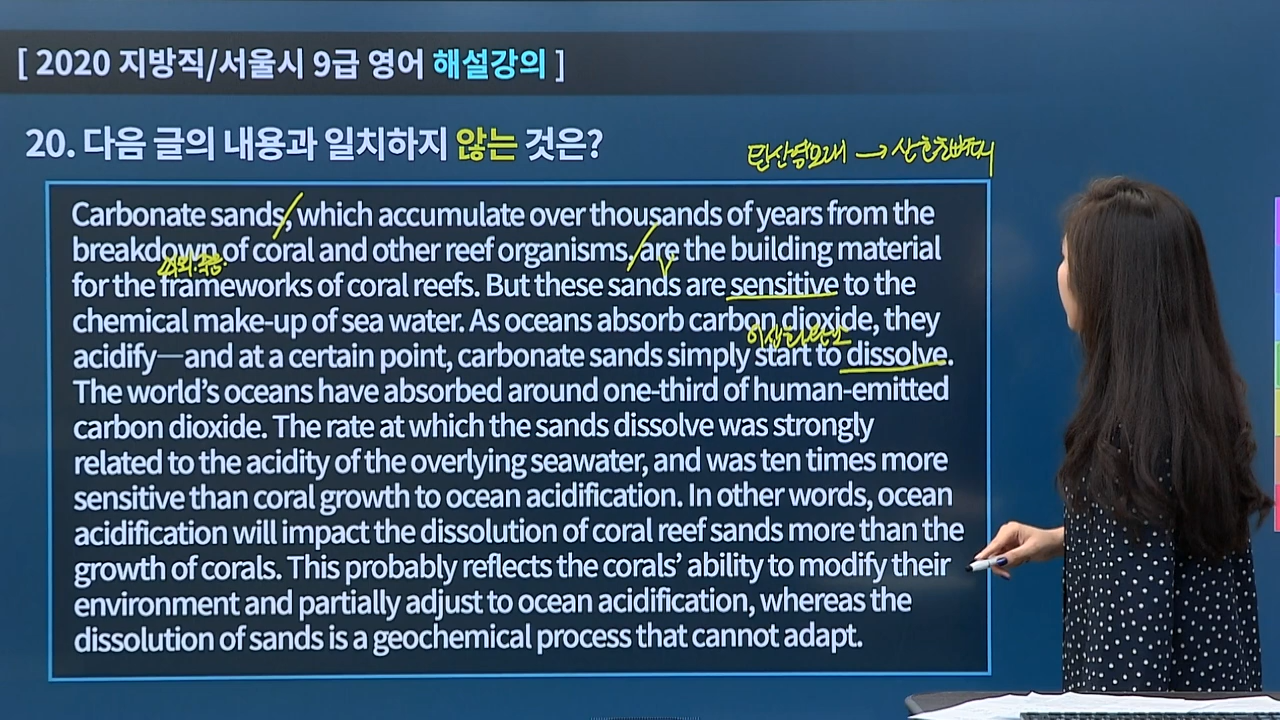 [ 2020 지방직/서울시 9급 영어 해설강의 ]
20. 다음 글의 내용과 일치하지 않는 것은?
탄산염모래 → 산호초뼈대
Carbonate sands, which accumulate over thousands of years from the
breakdown of coral and other reef organisms, are the building material
for the frameworks of coral reefs. But these sands are sensitive to the
chemical make-up of sea water. As oceans absorb carbon dioxide, they
이산화탄소
acidify—and at a certain point, carbonate sands simply start to dissolve.
The world’s oceans have absorbed around one-third of human-emitted
carbon dioxide. The rate at which the sands dissolve was strongly
related to the acidity of the overlying seawater, and was ten times more
sensitive than coral growth to ocean acidification. In other words, ocean
acidification will impact the dissolution of coral reef sands more than the
growth of corals. This probably reflects the corals’ ability to modify their
environment and partially adjust to ocean acidification, whereas the
dissolution of sands is a geochemical process that cannot adapt.